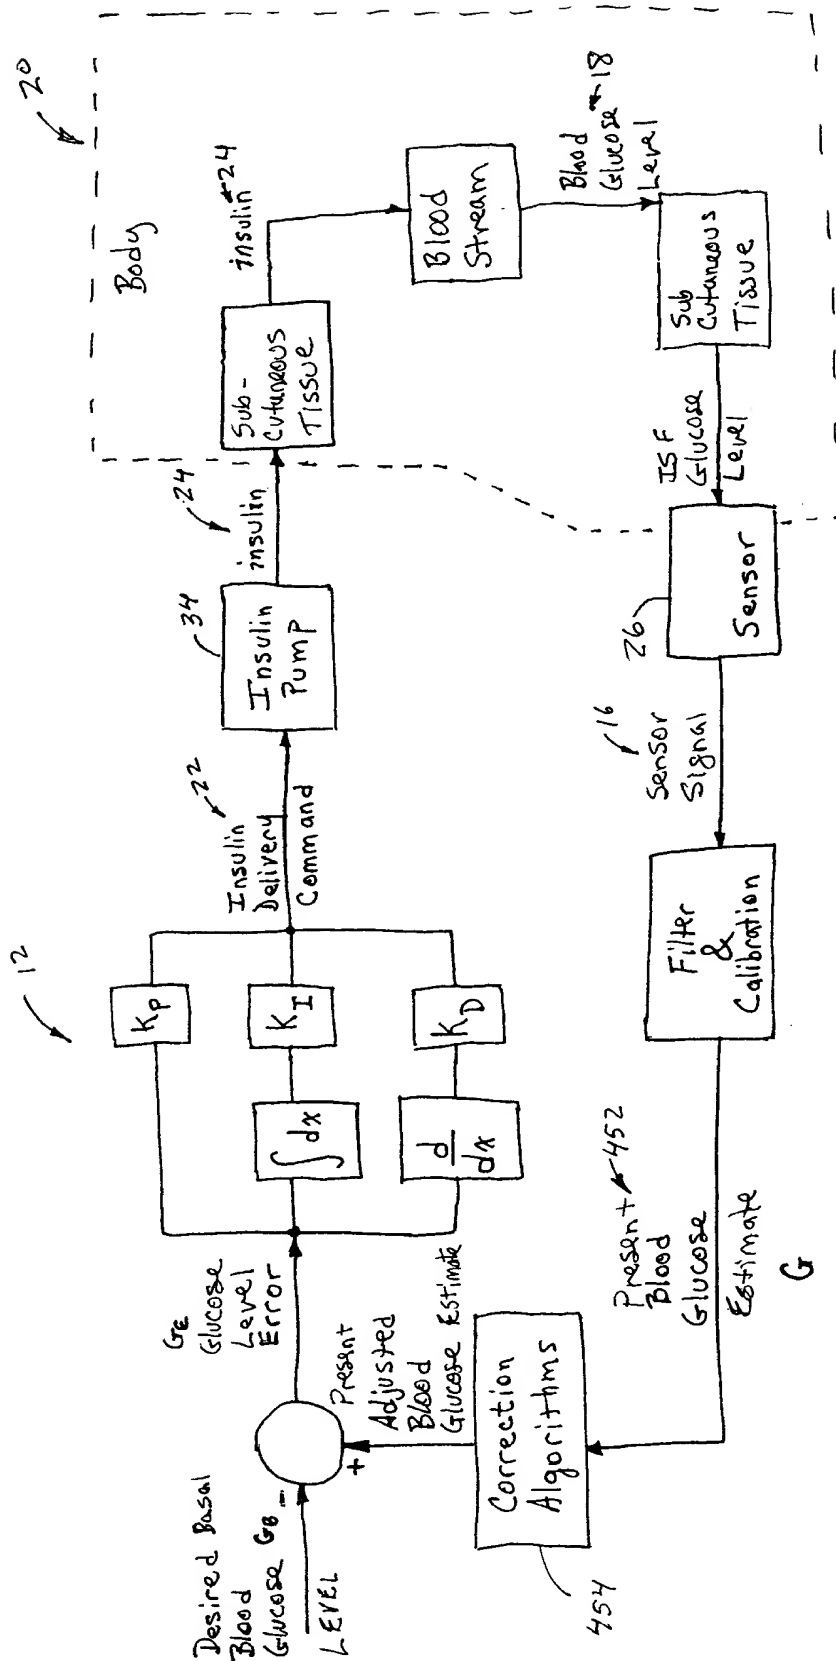 20
Body
12
Desired Basal
Blood
Glucose GB
LEVEL
-
+
GE
Glucose
Level
Error
KP
∫ dx
KI
d
dx
KD
22
Insulin
Delivery
Command
34
Insulin
Pump
24
insulin
Sub-
Cutaneous
Tissue
insulin 24
Blood
Stream
Blood
Glucose 18
Level
Sub
Cutaneous
Tissue
ISF
Glucose
Level
26
Sensor
16
Sensor
Signal
Filter
&
Calibration
Present 452
Blood
Glucose
Estimate
G
Correction
Algorithms
454
Present
Adjusted
Blood
Glucose Estimate